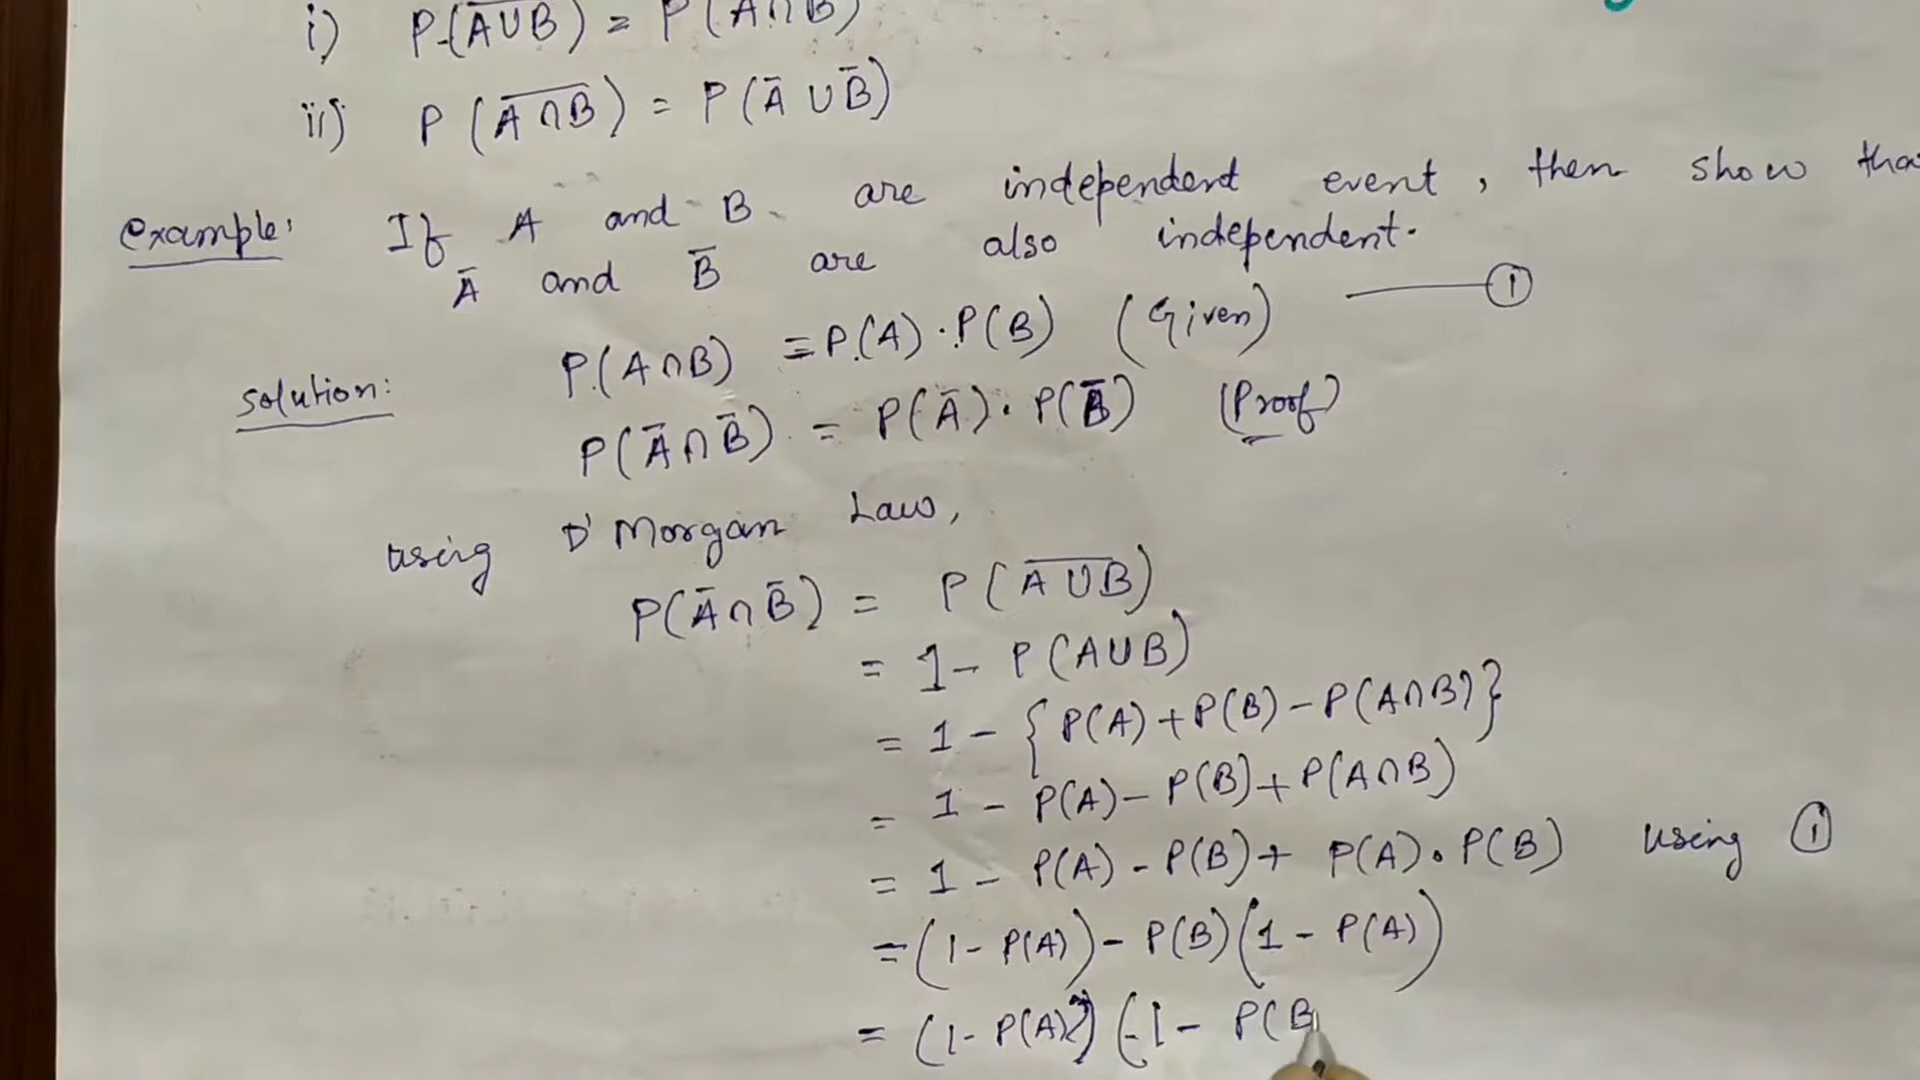 i) P(A̅U̅B̅) = P(A̅∩B̅)
ii) P(A̅∩̅B̅) = P(A̅ ∪ B̅)
example: If A and B are independent event, then show tha
A̅ and B̅ are also independent.
solution: P(A∩B) = P(A)·P(B) (Given) —— ①
P(A̅∩B̅) = P(A̅)·P(B̅) (Proof)
using D'Morgan Law,
P(A̅∩B̅) = P(A̅∪̅B̅)
= 1 - P(A∪B)
= 1 - {P(A)+P(B)-P(A∩B)}
= 1 - P(A) - P(B) + P(A∩B)
= 1 - P(A) - P(B) + P(A)·P(B) using ①
= (1 - P(A)) - P(B)(1 - P(A))
= (1 - P(A)) (1 - P(B